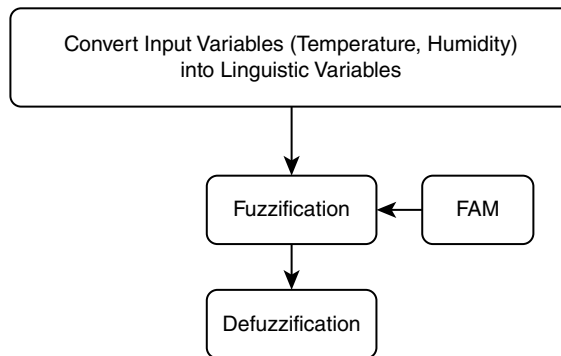 Convert Input Variables (Temperature, Humidity)
into Linguistic Variables
Fuzzification
FAM
Defuzzification